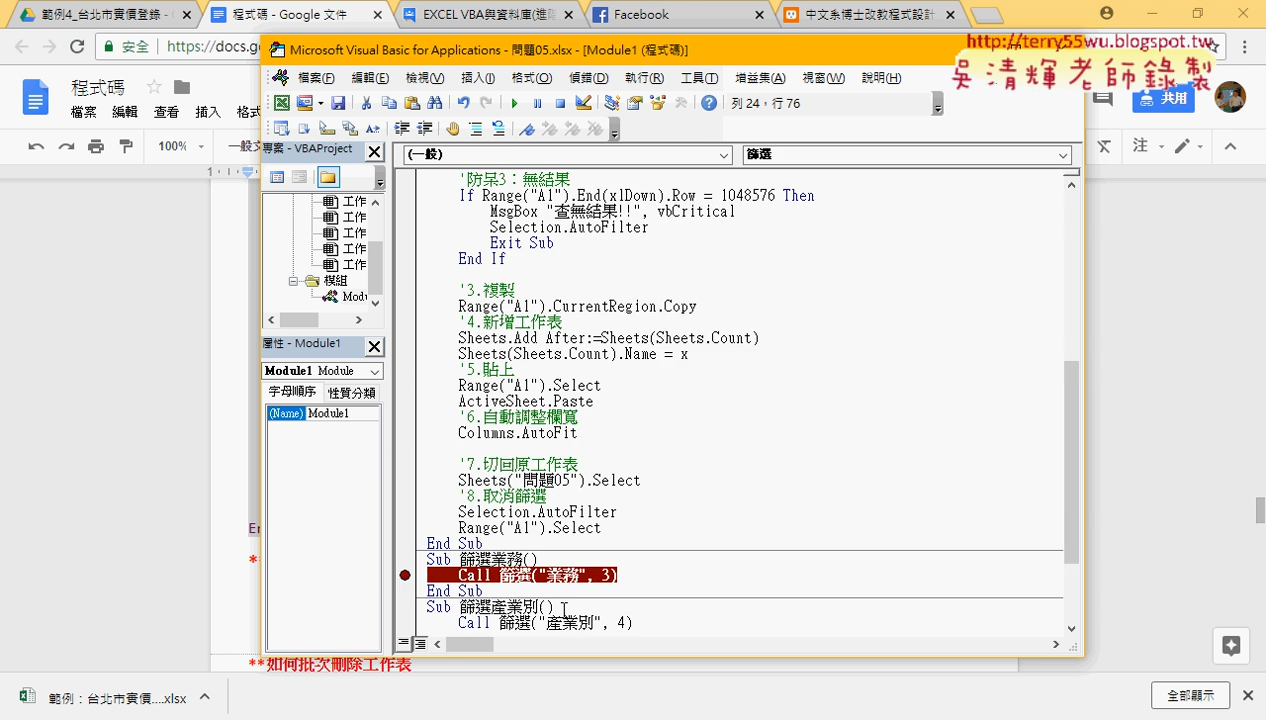 範例4_台北市實價登錄 - G
程式碼 - Google 文件
EXCEL VBA與資料庫(進階
Facebook
中文系博士改教程式設計
安全 https://docs.go
http://terry55wu.blogspot.tw
吳清輝老師錄製
程式碼
檔案 編輯 查看 插入 格式
共用
100%
一般文
注
Microsoft Visual Basic for Applications - 問題05.xlsx - [Module1 (程式碼)]
檔案(F) 編輯(E) 檢視(V) 插入(I) 格式(O) 偵錯(D) 執行(R) 工具(T) 增益集(A) 視窗(W) 說明(H)
列 24，行 76
專案 - VBAProject
工作
工作
工作
工作
工作
模組
Modu
屬性 - Module1
Module1 Module
字母順序 性質分類
(Name) Module1
(一般)
篩選
'防呆3：無結果
If Range("A1").End(xlDown).Row = 1048576 Then
MsgBox "查無結果!!", vbCritical
Selection.AutoFilter
Exit Sub
End If
'3.複製
Range("A1").CurrentRegion.Copy
'4.新增工作表
Sheets.Add After:=Sheets(Sheets.Count)
Sheets(Sheets.Count).Name = x
'5.貼上
Range("A1").Select
ActiveSheet.Paste
'6.自動調整欄寬
Columns.AutoFit
'7.切回原工作表
Sheets("問題05").Select
'8.取消篩選
Selection.AutoFilter
Range("A1").Select
End Sub
Sub 篩選業務()
Call 篩選("業務", 3)
End Sub
Sub 篩選產業別()
Call 篩選("產業別", 4)
**如何批次刪除工作表
範例：台北市實價....xlsx
全部顯示